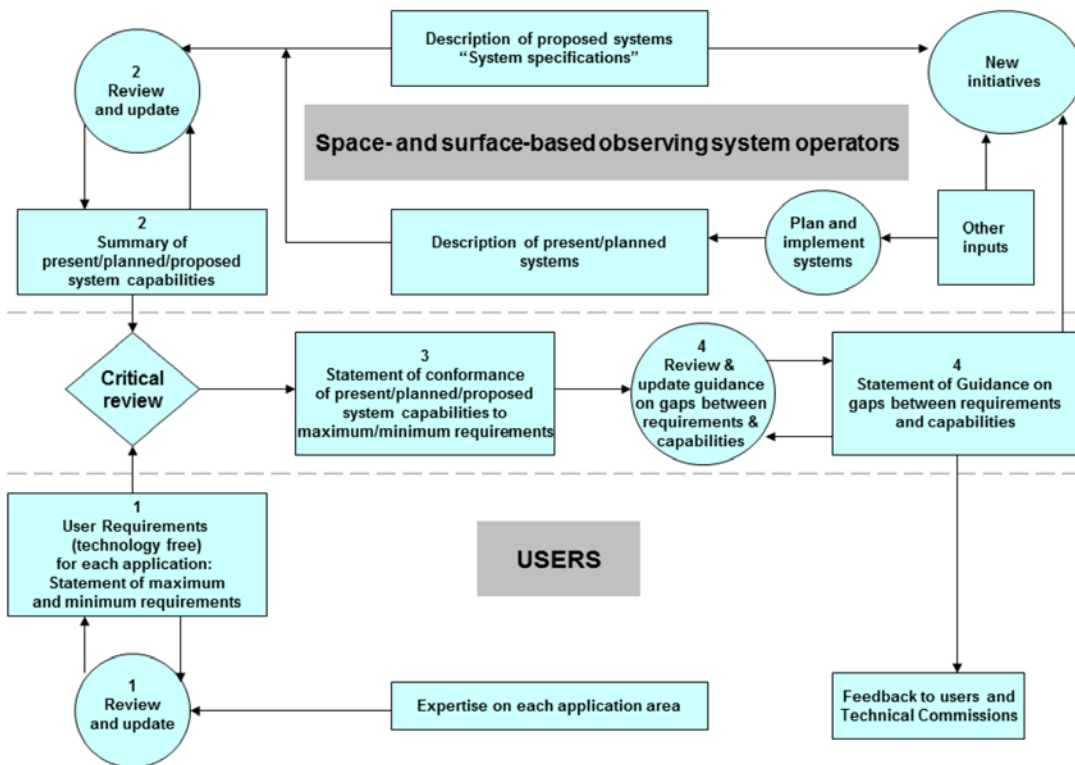 Description of proposed systems
“System specifications”
New
initiatives
2
Review
and update
Space- and surface-based observing system operators
2
Summary of
present/planned/proposed
system capabilities
Description of present/planned
systems
Plan and
implement
systems
Other
inputs
Critical
review
3
Statement of conformance
of present/planned/proposed
system capabilities to
maximum/minimum requirements
4
Review &
update guidance
on gaps between
requirements &
capabilities
4
Statement of Guidance on
gaps between requirements
and capabilities
1
User Requirements
(technology free)
for each application:
Statement of maximum
and minimum requirements
USERS
1
Review
and update
Expertise on each application area
Feedback to users and
Technical Commissions